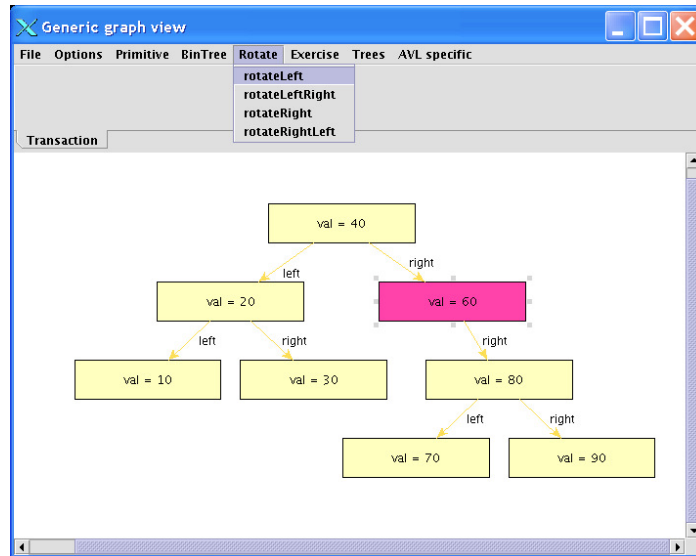 Generic graph view
File Options Primitive BinTree Rotate Exercise Trees AVL specific
rotateLeft
rotateLeftRight
rotateRight
rotateRightLeft
Transaction
val = 40
left right
val = 20 val = 60
left right right
val = 10 val = 30 val = 80
left right
val = 70 val = 90